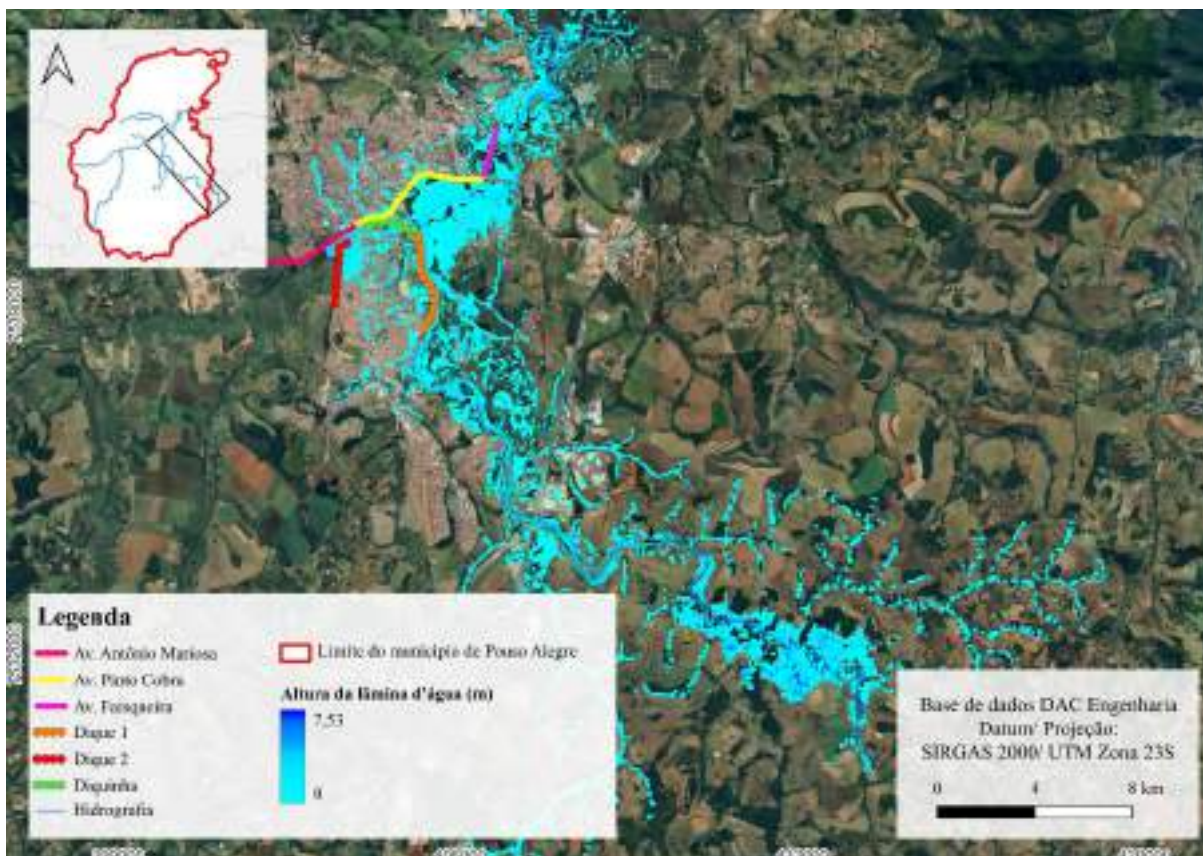 Legenda
Av. Antônio Mariosa
Av. Pinto Cobra
Av. Faisqueira
Dique 1
Dique 2
Diquinha
Hidrografia
Limite do município de Pouso Alegre
Altura da lâmina d'água (m)
7.53
0
Base de dados DAC Engenharia
Datum/ Projeção:
SIRGAS 2000/ UTM Zona 23S
0 4 8 km